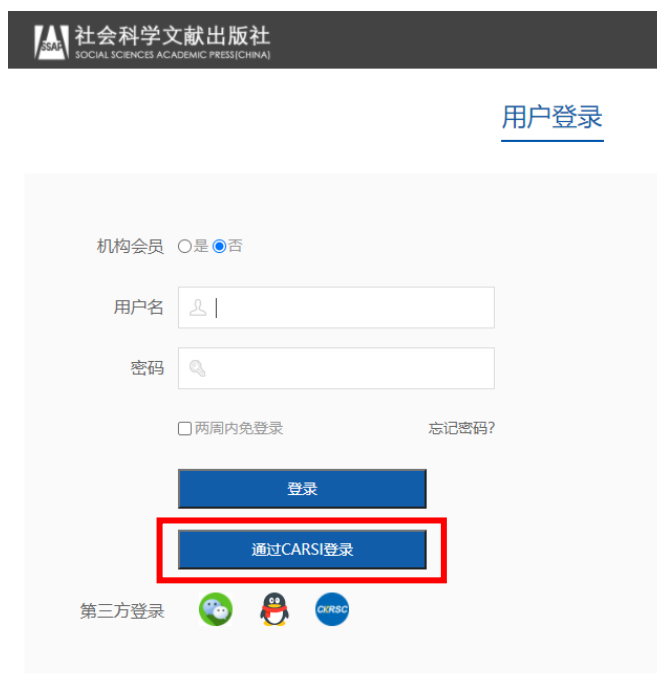 SSAP
社会科学文献出版社
SOCIAL SCIENCES ACADEMIC PRESS(CHINA)
用户登录
机构会员 是 否
用户名
密码
两周内免登录 忘记密码?
登录
通过CARSI登录
第三方登录 CKRSC